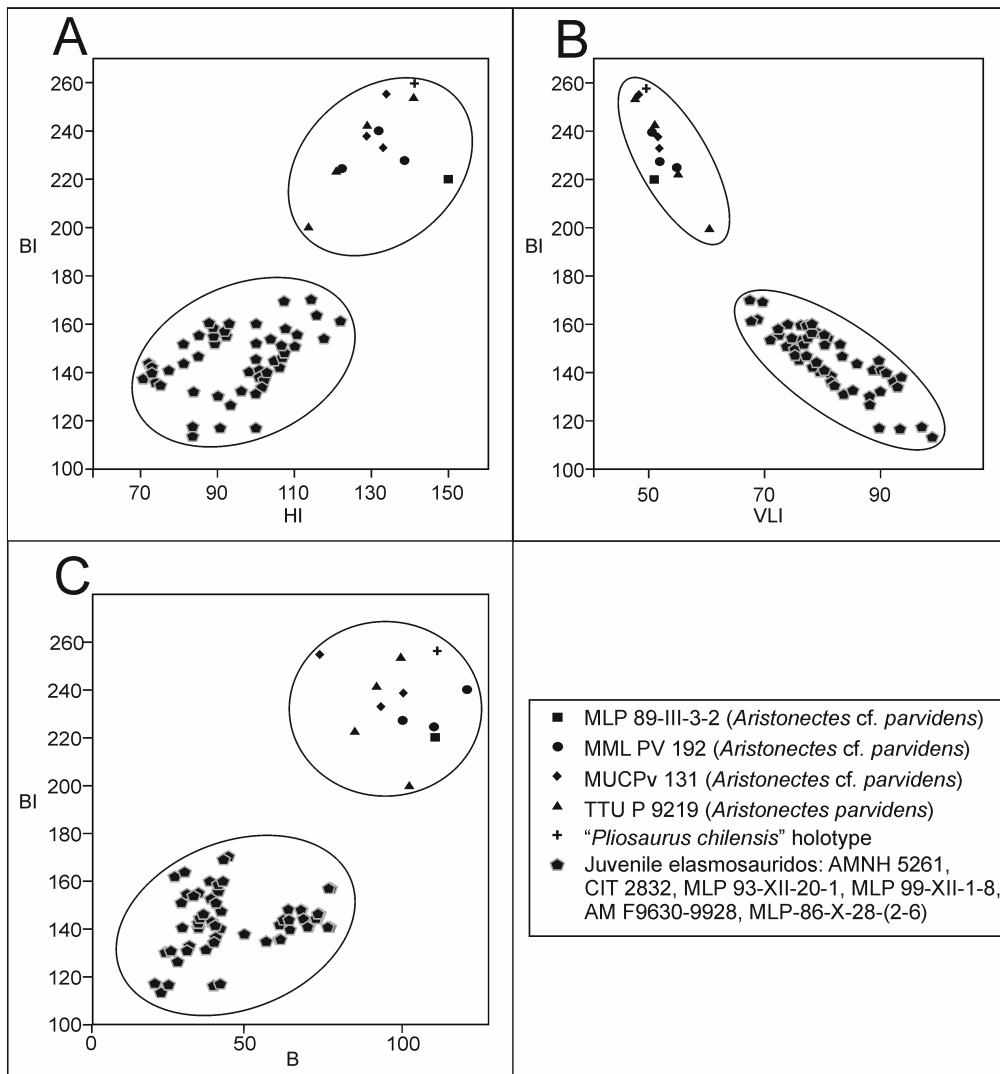 A
260
240
220
200
180
160
140
120
100
BI
70
90
110
130
150
HI
B
260
240
220
200
180
160
140
120
100
BI
50
70
90
VLI
C
260
240
220
200
180
160
140
120
100
BI
0
50
100
B
MLP 89-III-3-2 (Aristonectes cf. parvidens)
MML PV 192 (Aristonectes cf. parvidens)
MUCPv 131 (Aristonectes cf. parvidens)
TTU P 9219 (Aristonectes parvidens)
“Pliosaurus chilensis” holotype
Juvenile elasmosauridos: AMNH 5261,
CIT 2832, MLP 93-XII-20-1, MLP 99-XII-1-8,
AM F9630-9928, MLP-86-X-28-(2-6)